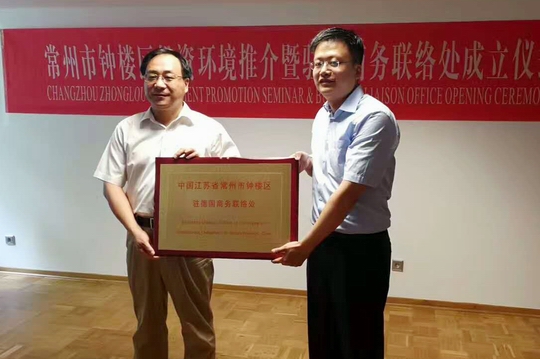 常州市钟楼区 资环境推介暨 务联络处成立仪
CHANGZHOU ZHONGLOU PROMOTION SEMINAR & LIAISON OFFICE OPENING CEREMO
中国江苏省常州市钟楼区
驻德国商务联络处